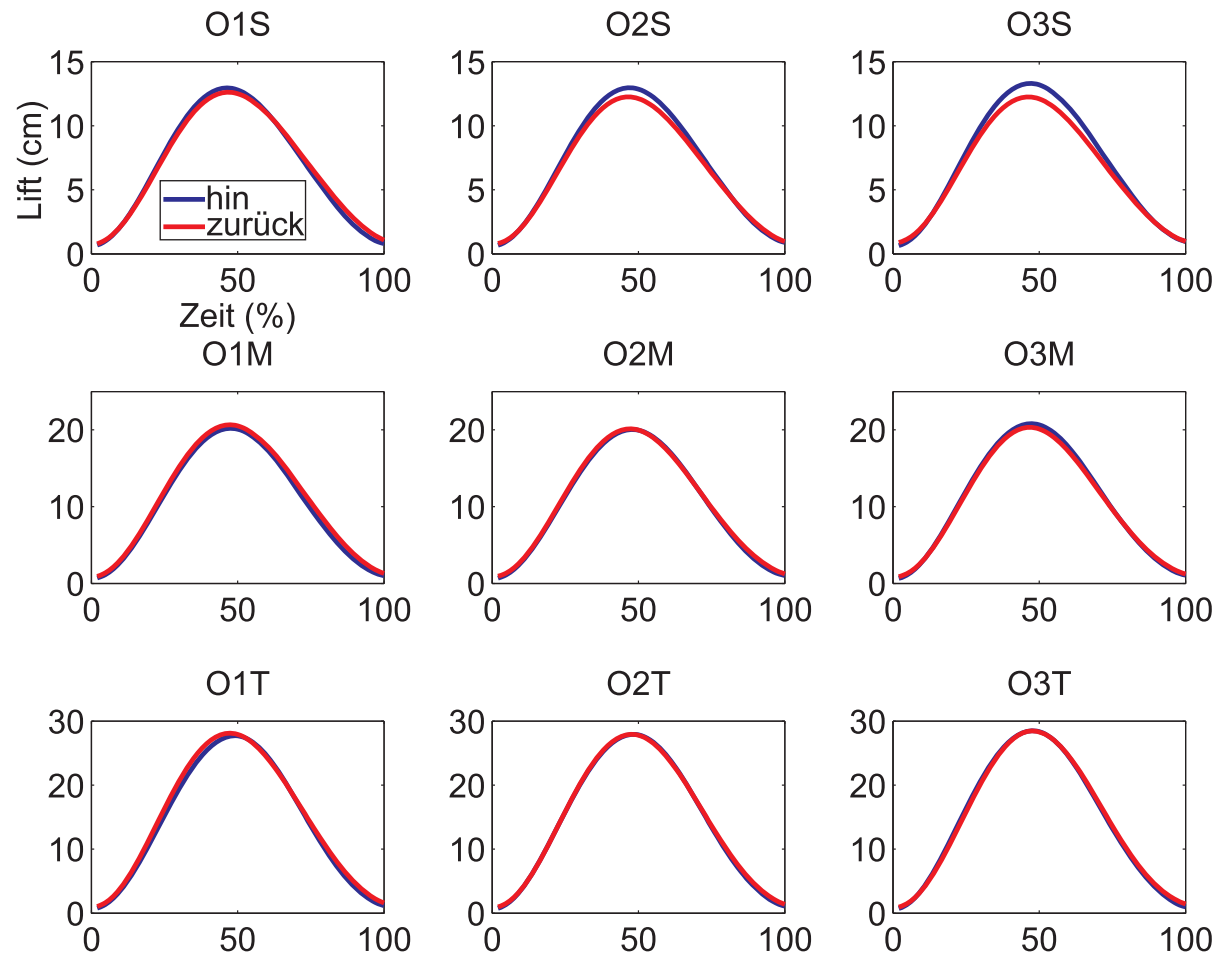 O1S O2S O3S
15 15 15
10 10 10
5 5 5
0 0 0
Lift (cm)
hin
zurück
0 50 100 0 50 100 0 50 100
Zeit (%)
O1M O2M O3M
20 20 20
10 10 10
0 0 0
0 50 100 0 50 100 0 50 100
O1T O2T O3T
30 30 30
20 20 20
10 10 10
0 0 0
0 50 100 0 50 100 0 50 100